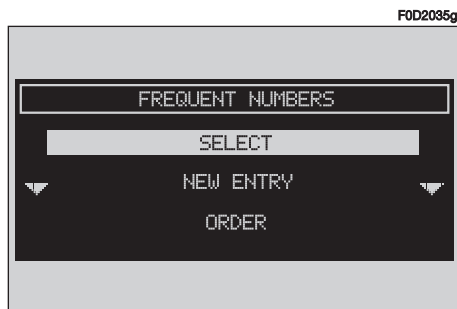 F0D2035g
FREQUENT NUMBERS
SELECT
NEW ENTRY
ORDER